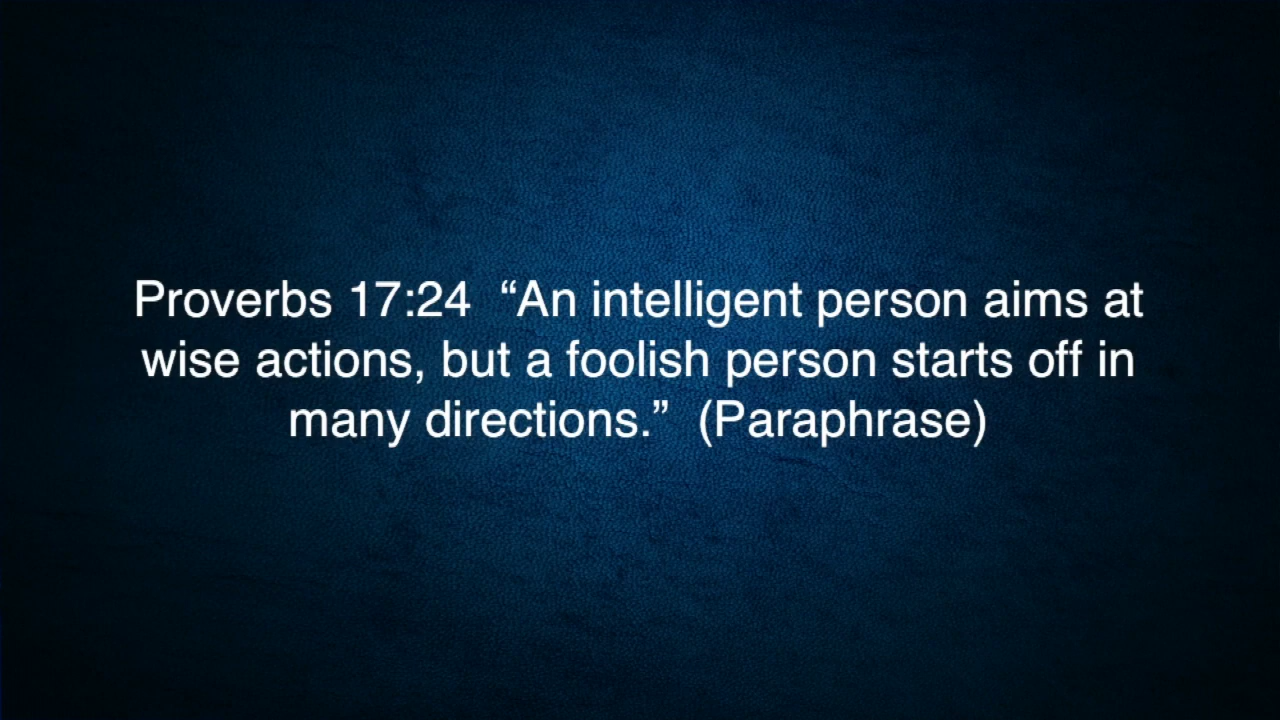 Proverbs 17:24  “An intelligent person aims at
wise actions, but a foolish person starts off in
many directions.”  (Paraphrase)